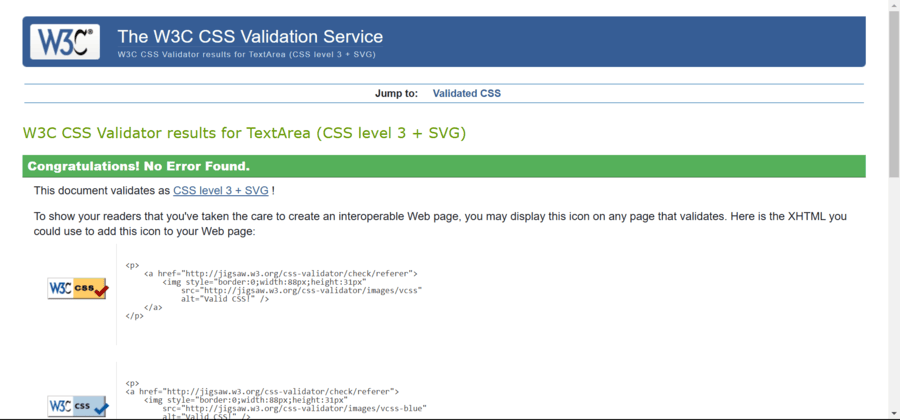 W3C®
The W3C CSS Validation Service
W3C CSS Validator results for TextArea (CSS level 3 + SVG)
Jump to: Validated CSS
W3C CSS Validator results for TextArea (CSS level 3 + SVG)
Congratulations! No Error Found.
This document validates as CSS level 3 + SVG !
To show your readers that you've taken the care to create an interoperable Web page, you may display this icon on any page that validates. Here is the XHTML you
could use to add this icon to your Web page:
W3C css
<p>
    <a href="http://jigsaw.w3.org/css-validator/check/referer">
        <img style="border:0;width:88px;height:31px"
            src="http://jigsaw.w3.org/css-validator/images/vcss"
            alt="Valid CSS!" />
    </a>
</p>
W3C css
<p>
<a href="http://jigsaw.w3.org/css-validator/check/referer">
    <img style="border:0;width:88px;height:31px"
        src="http://jigsaw.w3.org/css-validator/images/vcss-blue"
        alt="Valid CSS!" />